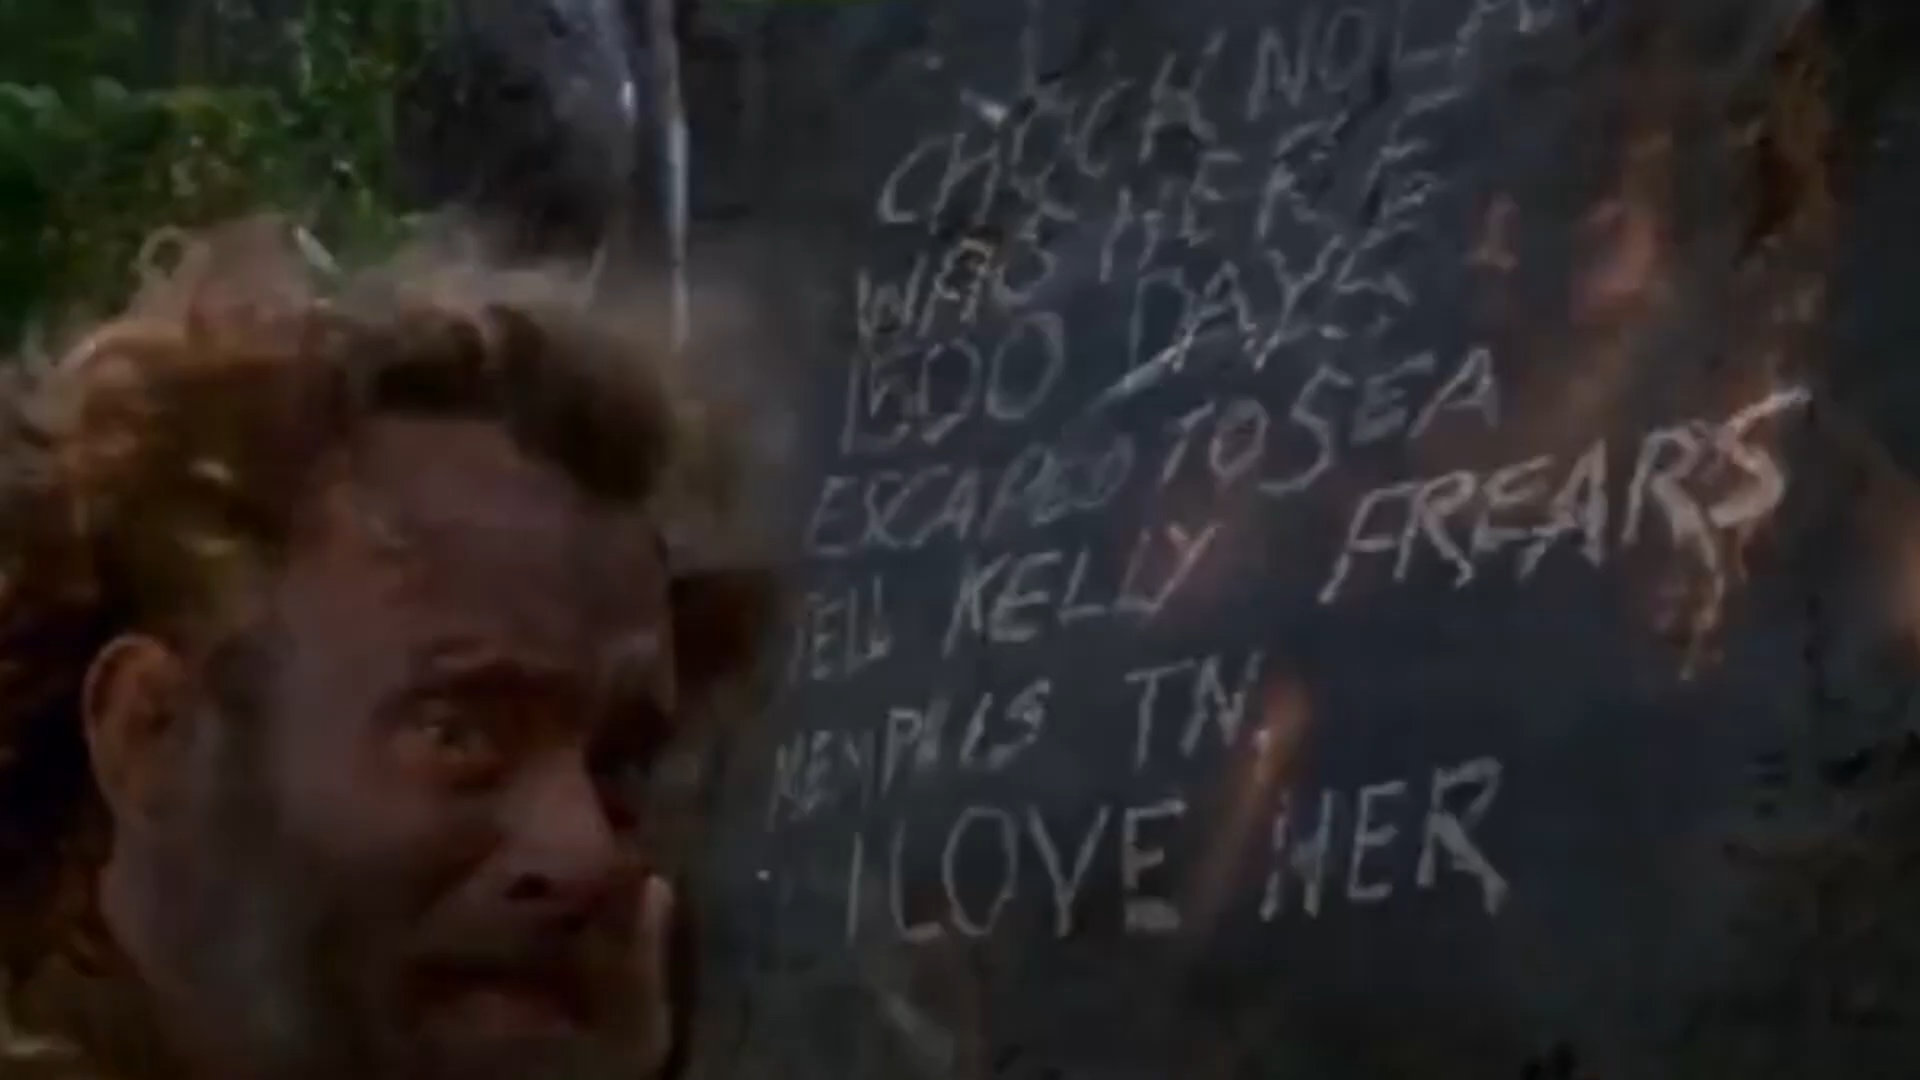 CHUCK NOLAND
WAS HERE
1500 DAYS
ESCAPED TO SEA
TELL KELLY FREARS
MEMPHIS TN,
I LOVE HER